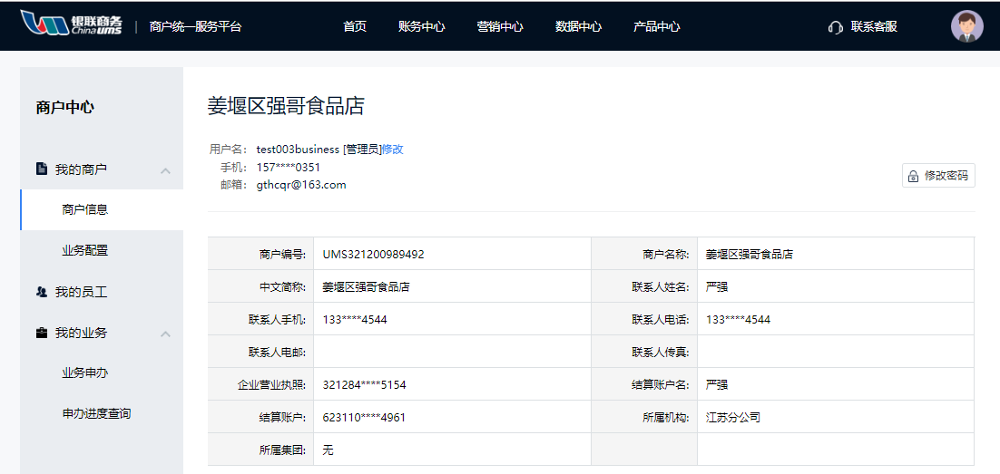 银联商务 China ums | 商户统一服务平台 首页 账务中心 营销中心 数据中心 产品中心 联系客服
商户中心
我的商户
商户信息
业务配置
我的员工
我的业务
业务申办
申办进度查询
姜堰区强哥食品店
用户名: test003business [管理员]修改
手机: 157****0351
邮箱: gthcqr@163.com
修改密码
商户编号: UMS321200989492 商户名称: 姜堰区强哥食品店
中文简称: 姜堰区强哥食品店 联系人姓名: 严强
联系人手机: 133****4544 联系人电话: 133****4544
联系人电邮: 联系人传真:
企业营业执照: 321284****5154 结算账户名: 严强
结算账户: 623110****4961 所属机构: 江苏分公司
所属集团: 无